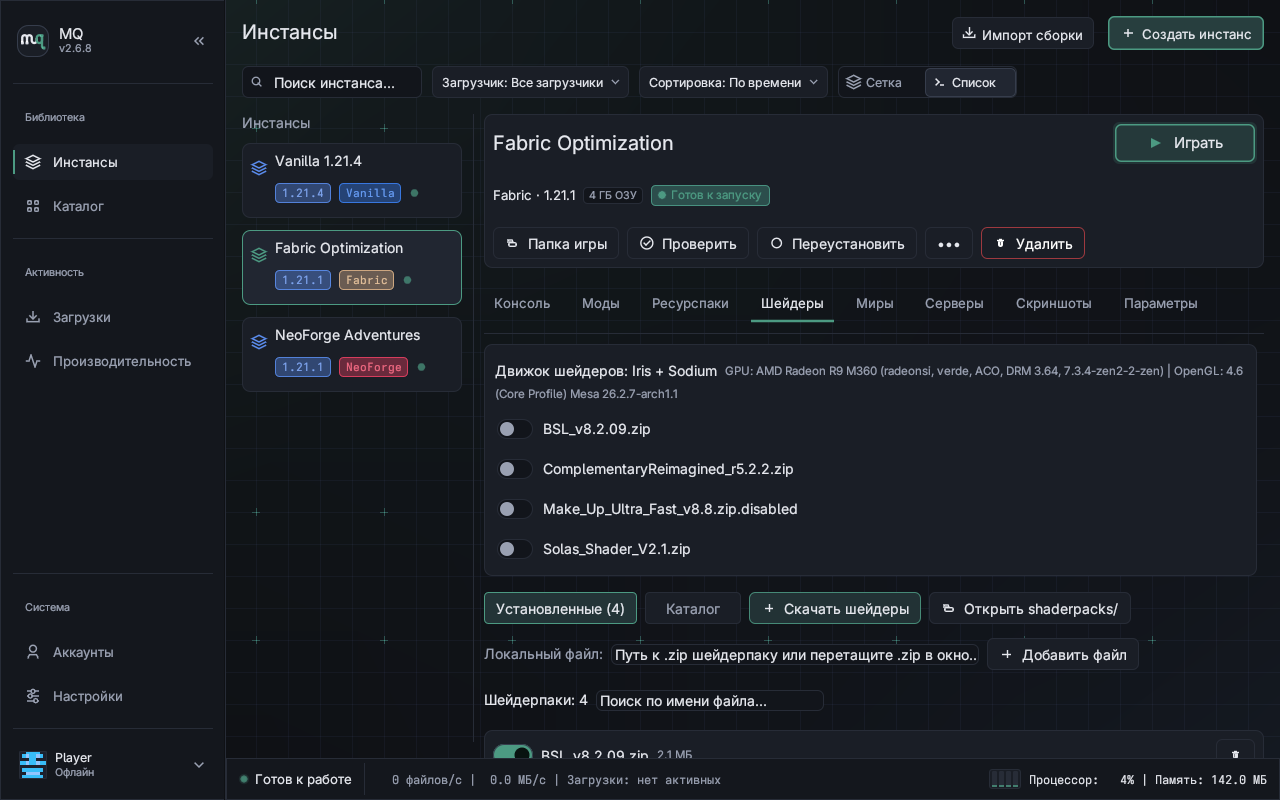 mq
MQ
v2.6.8
Библиотека
Инстансы
Каталог
Активность
Загрузки
Производительность
Система
Аккаунты
Настройки
Player
Офлайн
Инстансы
Импорт сборки
+ Создать инстанс
Поиск инстанса...
Загрузчик: Все загрузчики
Сортировка: По времени
Сетка
Список
Инстансы
Vanilla 1.21.4
1.21.4
Vanilla
Fabric Optimization
1.21.1
Fabric
NeoForge Adventures
1.21.1
NeoForge
Fabric Optimization
Играть
Fabric · 1.21.1
4 ГБ ОЗУ
Готов к запуску
Папка игры
Проверить
Переустановить
•••
Удалить
Консоль
Моды
Ресурспаки
Шейдеры
Миры
Серверы
Скриншоты
Параметры
Движок шейдеров: Iris + Sodium GPU: AMD Radeon R9 M360 (radeonsi, verde, ACO, DRM 3.64, 7.3.4-zen2-2-zen) | OpenGL: 4.6
(Core Profile) Mesa 26.2.7-arch1.1
BSL_v8.2.09.zip
ComplementaryReimagined_r5.2.2.zip
Make_Up_Ultra_Fast_v8.8.zip.disabled
Solas_Shader_V2.1.zip
Установленные (4)
Каталог
+ Скачать шейдеры
Открыть shaderpacks/
Локальный файл:
Путь к .zip шейдерпаку или перетащите .zip в окно..
+ Добавить файл
Шейдерпаки: 4
Поиск по имени файла...
BSL_v8.2.09.zip 2.1 МБ
Готов к работе
0 файлов/с | 0.0 МБ/с | Загрузки: нет активных
Процессор: 4% | Память: 142.0 МБ